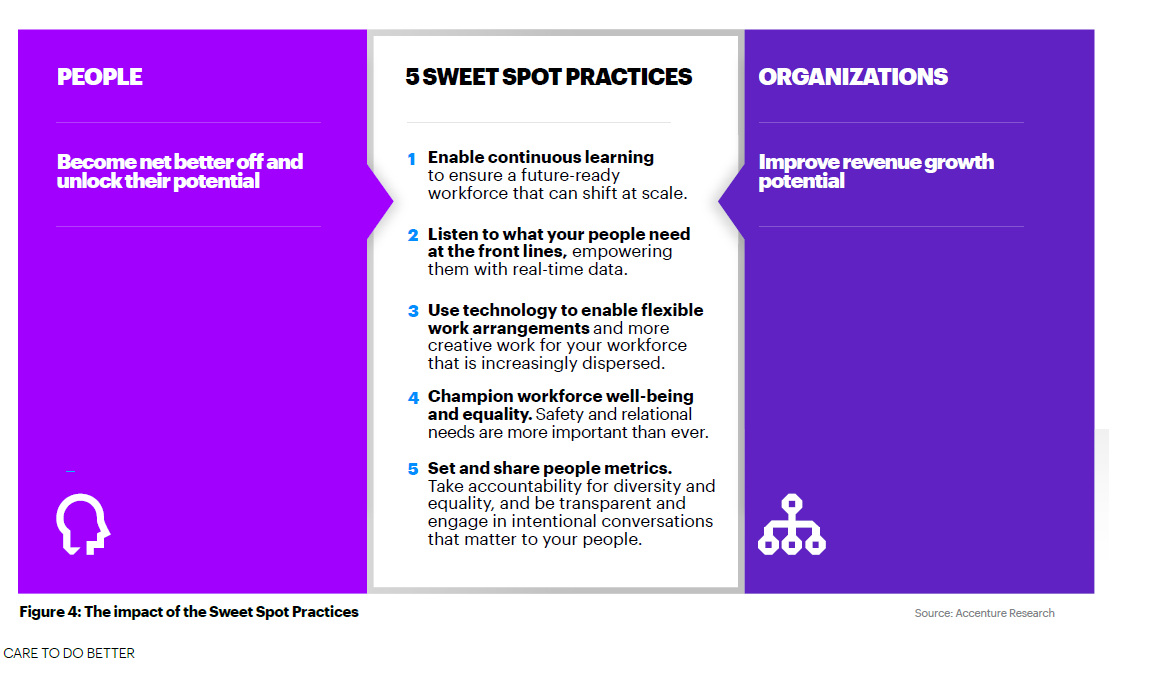 PEOPLE
Become net better off and
unlock their potential
5 SWEET SPOT PRACTICES
1 Enable continuous learning
to ensure a future-ready
workforce that can shift at scale.
2 Listen to what your people need
at the front lines, empowering
them with real-time data.
3 Use technology to enable flexible
work arrangements and more
creative work for your workforce
that is increasingly dispersed.
4 Champion workforce well-being
and equality. Safety and relational
needs are more important than ever.
5 Set and share people metrics.
Take accountability for diversity and
equality, and be transparent and
engage in intentional conversations
that matter to your people.
ORGANIZATIONS
Improve revenue growth
potential
Figure 4: The impact of the Sweet Spot Practices
Source: Accenture Research
CARE TO DO BETTER